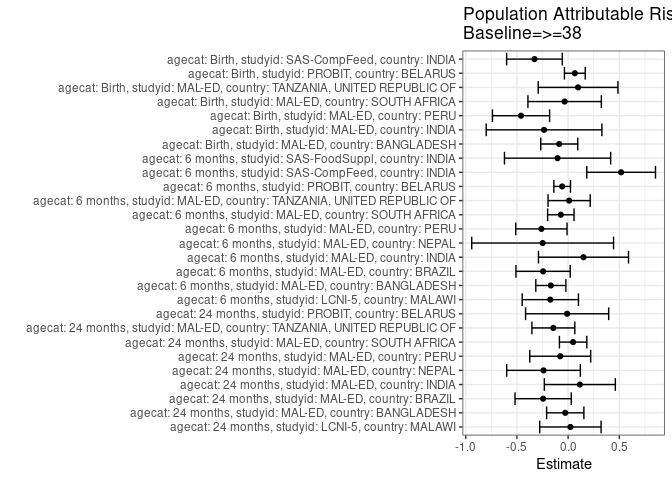 Population Attributable Ris
Baseline=>=38
agecat: Birth, studyid: SAS-CompFeed, country: INDIA
agecat: Birth, studyid: PROBIT, country: BELARUS
agecat: Birth, studyid: MAL-ED, country: TANZANIA, UNITED REPUBLIC OF
agecat: Birth, studyid: MAL-ED, country: SOUTH AFRICA
agecat: Birth, studyid: MAL-ED, country: PERU
agecat: Birth, studyid: MAL-ED, country: INDIA
agecat: Birth, studyid: MAL-ED, country: BANGLADESH
agecat: 6 months, studyid: SAS-FoodSuppl, country: INDIA
agecat: 6 months, studyid: SAS-CompFeed, country: INDIA
agecat: 6 months, studyid: PROBIT, country: BELARUS
agecat: 6 months, studyid: MAL-ED, country: TANZANIA, UNITED REPUBLIC OF
agecat: 6 months, studyid: MAL-ED, country: SOUTH AFRICA
agecat: 6 months, studyid: MAL-ED, country: PERU
agecat: 6 months, studyid: MAL-ED, country: NEPAL
agecat: 6 months, studyid: MAL-ED, country: INDIA
agecat: 6 months, studyid: MAL-ED, country: BRAZIL
agecat: 6 months, studyid: MAL-ED, country: BANGLADESH
agecat: 6 months, studyid: LCNI-5, country: MALAWI
agecat: 24 months, studyid: PROBIT, country: BELARUS
agecat: 24 months, studyid: MAL-ED, country: TANZANIA, UNITED REPUBLIC OF
agecat: 24 months, studyid: MAL-ED, country: SOUTH AFRICA
agecat: 24 months, studyid: MAL-ED, country: PERU
agecat: 24 months, studyid: MAL-ED, country: NEPAL
agecat: 24 months, studyid: MAL-ED, country: INDIA
agecat: 24 months, studyid: MAL-ED, country: BRAZIL
agecat: 24 months, studyid: MAL-ED, country: BANGLADESH
agecat: 24 months, studyid: LCNI-5, country: MALAWI
-1.0 -0.5 0.0 0.5
Estimate